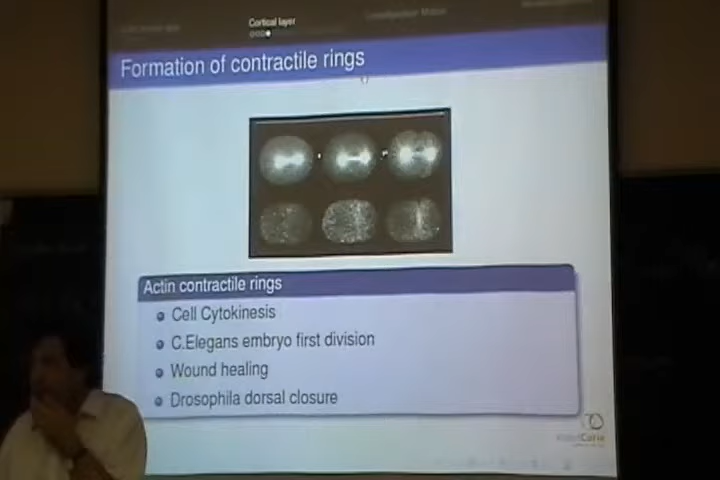 Cortical layer
Formation of contractile rings
Actin contractile rings
Cell Cytokinesis
C.Elegans embryo first division
Wound healing
Drosophila dorsal closure